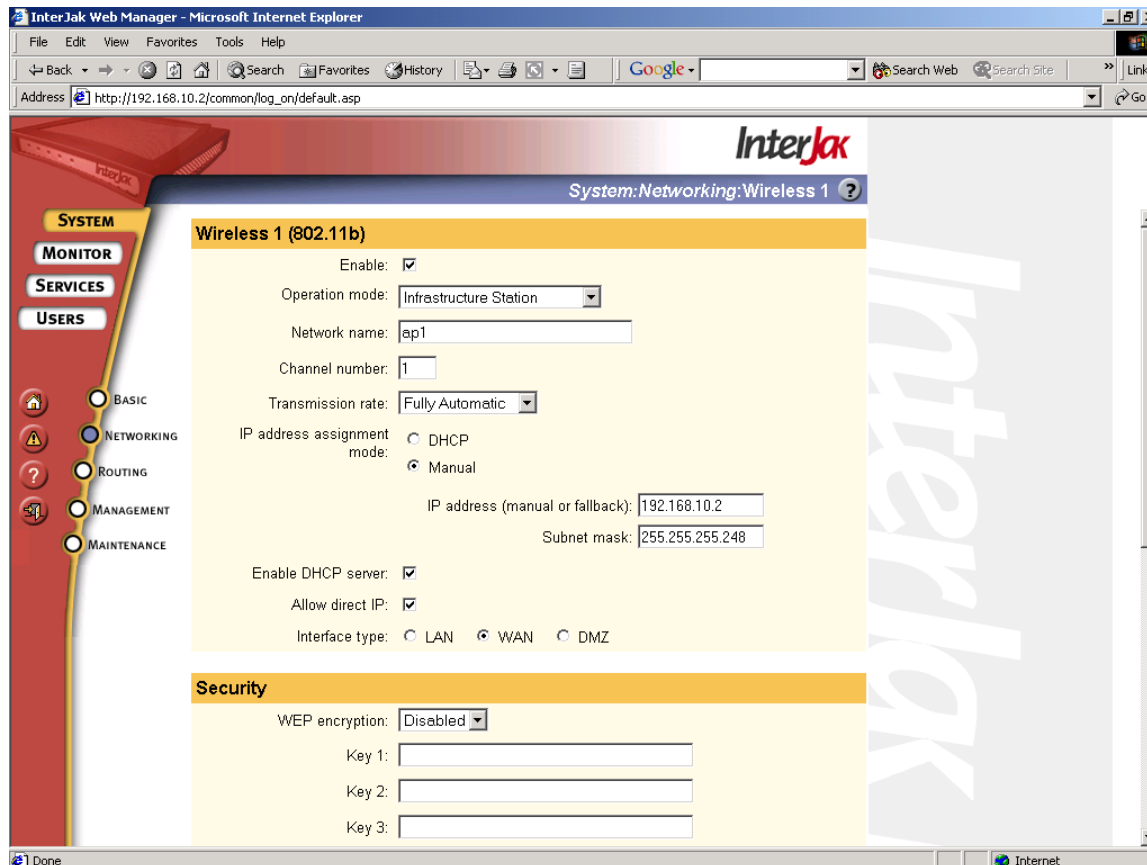 InterJak Web Manager - Microsoft Internet Explorer
File Edit View Favorites Tools Help
Back Search Favorites History Google Search Web Search Site » Link
Address http://192.168.10.2/common/log_on/default.asp Go
InterJak
InterJak
System:Networking:Wireless 1 ?
SYSTEM
MONITOR
SERVICES
USERS
BASIC
NETWORKING
ROUTING
MANAGEMENT
MAINTENANCE
?
Wireless 1 (802.11b)
Enable:
Operation mode: Infrastructure Station
Network name: ap1
Channel number: 1
Transmission rate: Fully Automatic
IP address assignment mode: DHCP
Manual
IP address (manual or fallback): 192.168.10.2
Subnet mask: 255.255.255.248
Enable DHCP server:
Allow direct IP:
Interface type: LAN WAN DMZ
Security
WEP encryption: Disabled
Key 1:
Key 2:
Key 3:
InterJak
Done Internet